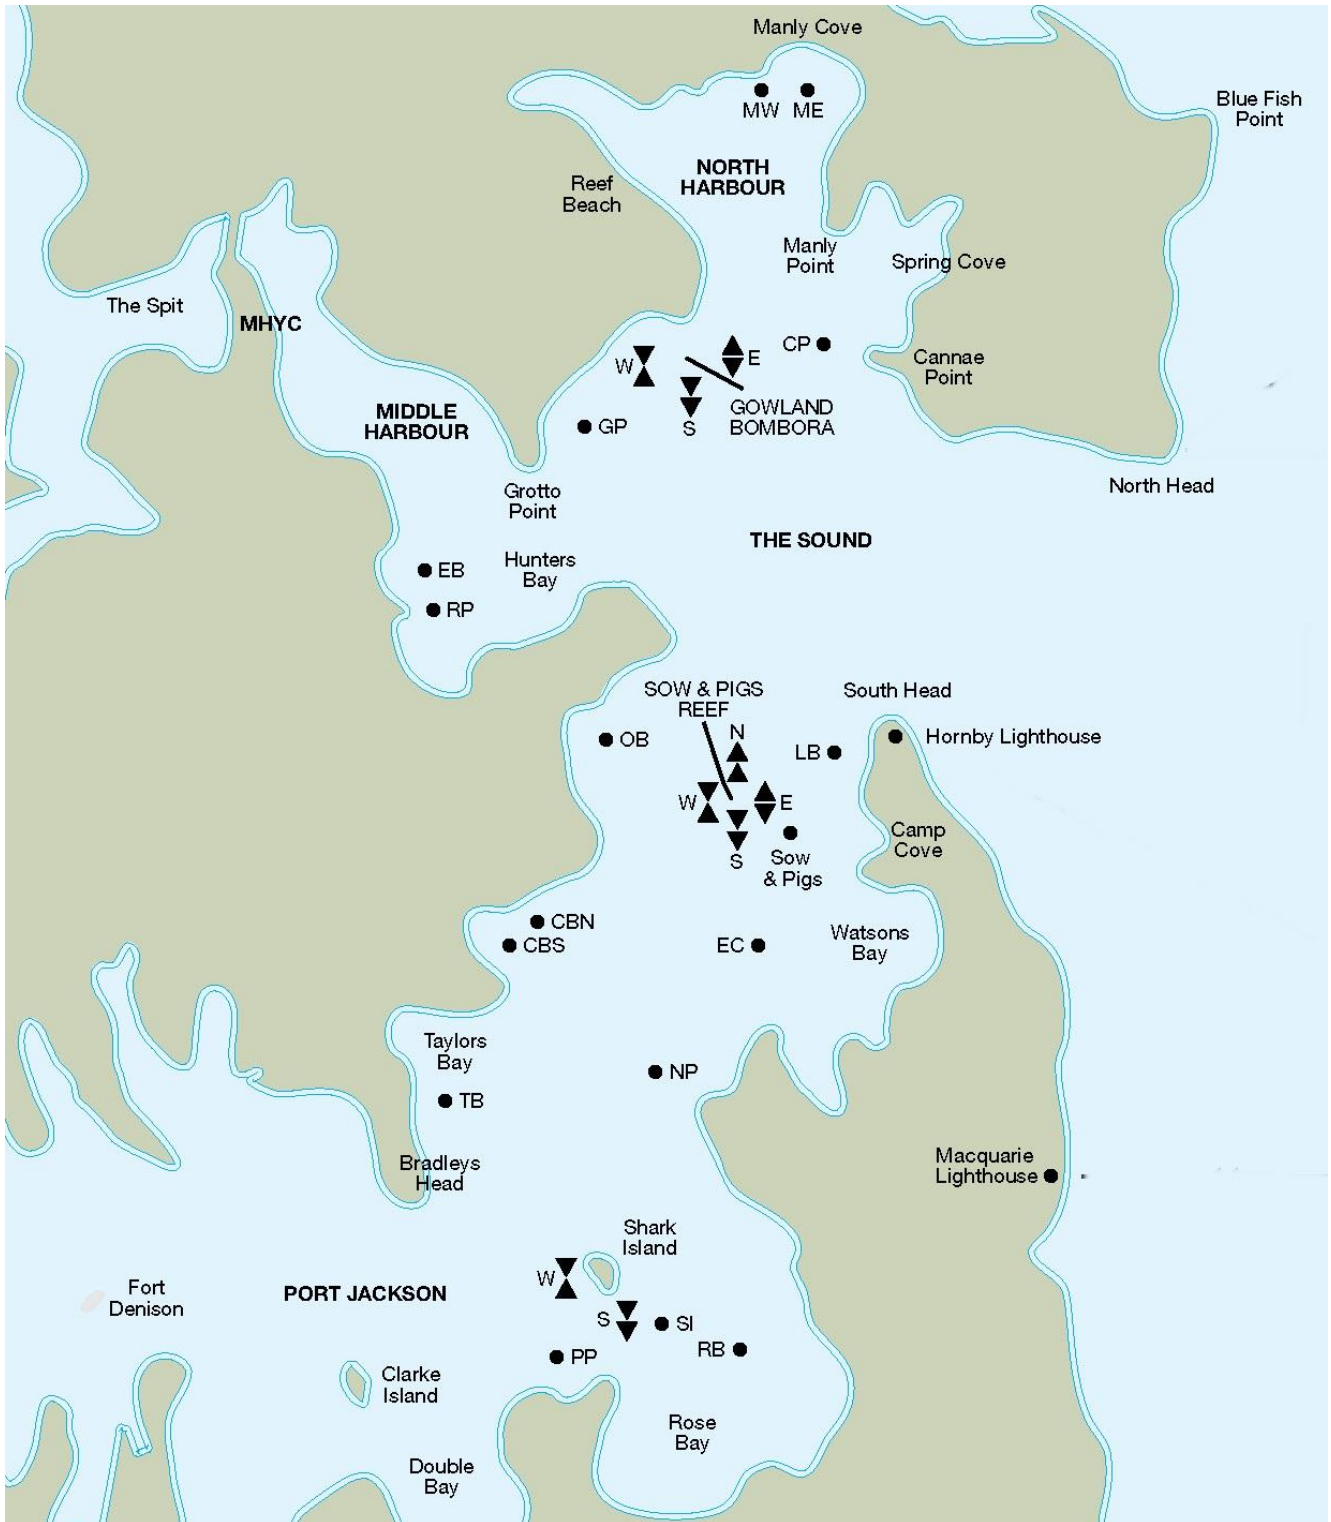 Manly Cove
Blue Fish
Point
MW
ME
NORTH
HARBOUR
Reef
Beach
Manly
Point
Spring Cove
The Spit
MHYC
W
E
CP
Cannae
Point
MIDDLE
HARBOUR
GP
S
GOWLAND
BOMBORA
North Head
Grotto
Point
THE SOUND
Hunters
Bay
EB
RP
SOW & PIGS
REEF
South Head
OB
N
LB
Hornby Lighthouse
W
E
Camp
Cove
S
Sow
& Pigs
CBN
CBS
EC
Watsons
Bay
Taylors
Bay
NP
TB
Bradleys
Head
Macquarie
Lighthouse
Shark
Island
W
Fort
Denison
PORT JACKSON
S
SI
RB
PP
Clarke
Island
Rose
Bay
Double
Bay